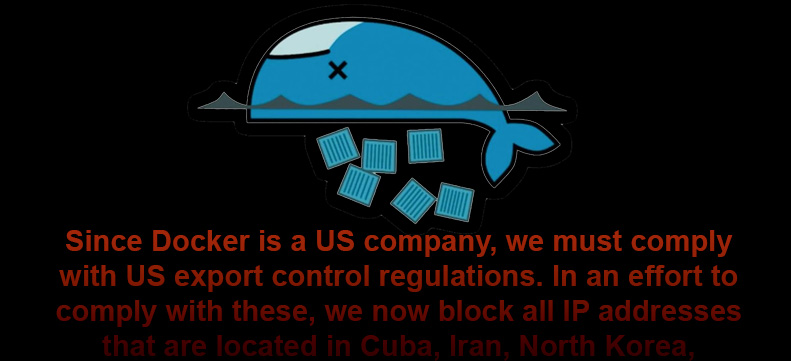 Since Docker is a US company, we must comply
with US export control regulations. In an effort to
comply with these, we now block all IP addresses
that are located in Cuba, Iran, North Korea,